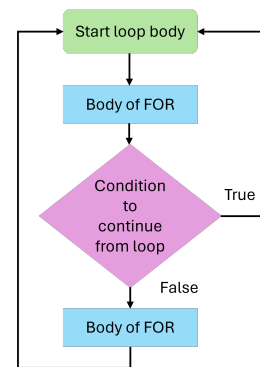 Start loop body
Body of FOR
Condition
to
continue
from loop
True
False
Body of FOR